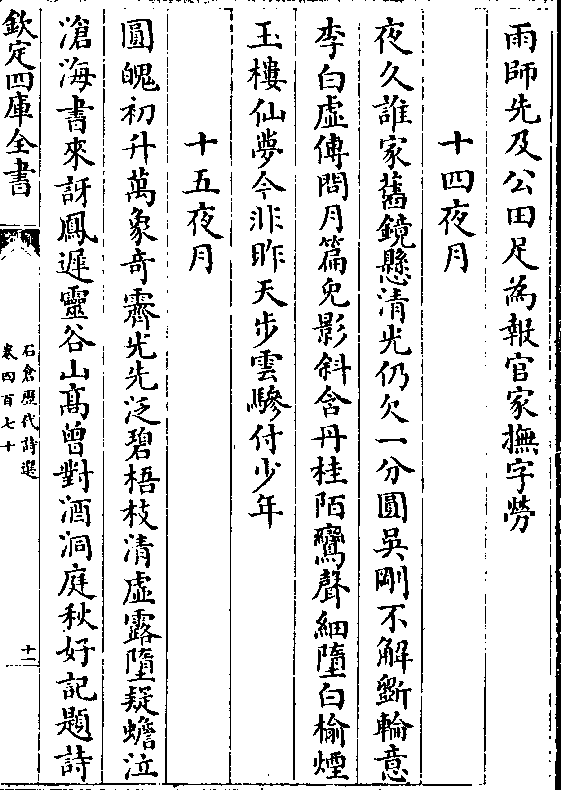 雨師先及公田足為報官家撫字勞
十四夜月
夜久誰家舊鏡懸清光仍欠一分圓吳剛不解斵輪意
李白虛傳問月篇兔影斜含丹桂陌鸞聲細墮白榆煙
玉樓仙夢今非昨天步雲驂付少年
十五夜月
圓魄初升萬象奇霽光先泛碧梧枝清虛露墮疑蟾泣
滄海書來訝鳳遲靈谷山高曾對酒洞庭秋好記題詩
欽定四庫全書
石倉歷代詩選
卷四百七十
十一